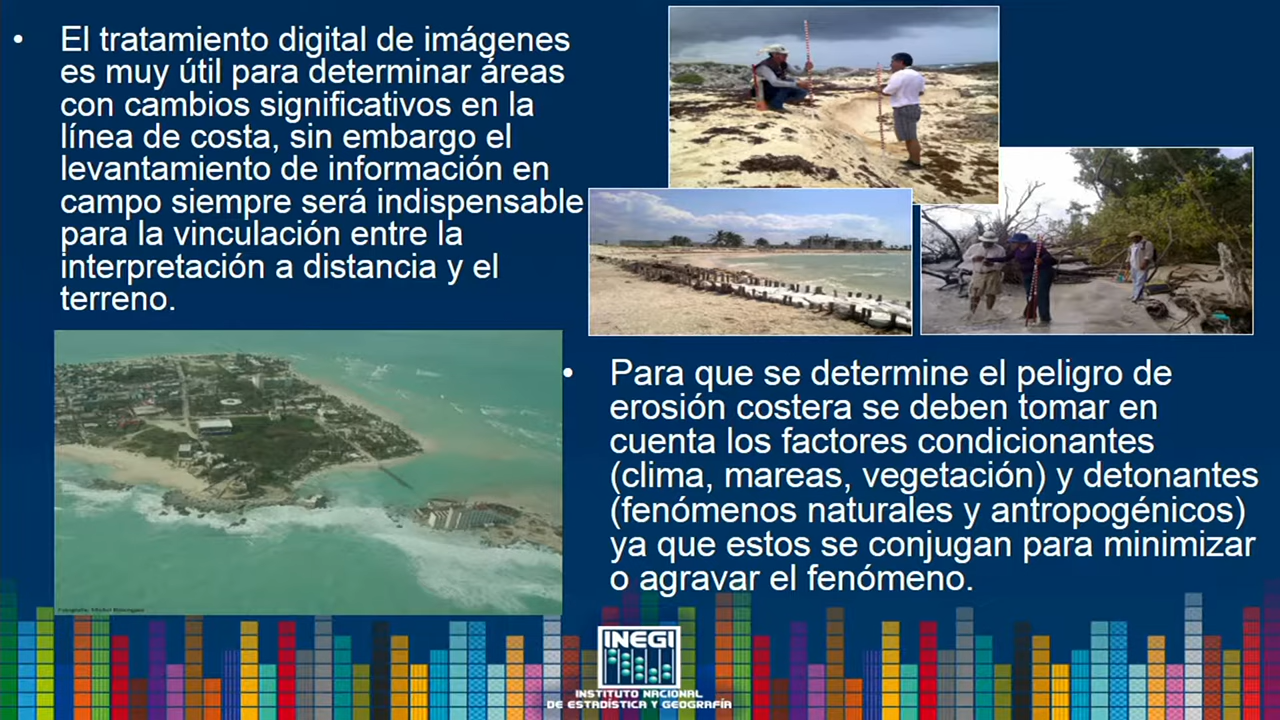 • El tratamiento digital de imágenes
es muy útil para determinar áreas
con cambios significativos en la
línea de costa, sin embargo el
levantamiento de información en
campo siempre será indispensable
para la vinculación entre la
interpretación a distancia y el
terreno.
• Para que se determine el peligro de
erosión costera se deben tomar en
cuenta los factores condicionantes
(clima, mareas, vegetación) y detonantes
(fenómenos naturales y antropogénicos)
ya que estos se conjugan para minimizar
o agravar el fenómeno.
INEGI
INSTITUTO NACIONAL
DE ESTADÍSTICA Y GEOGRAFÍA